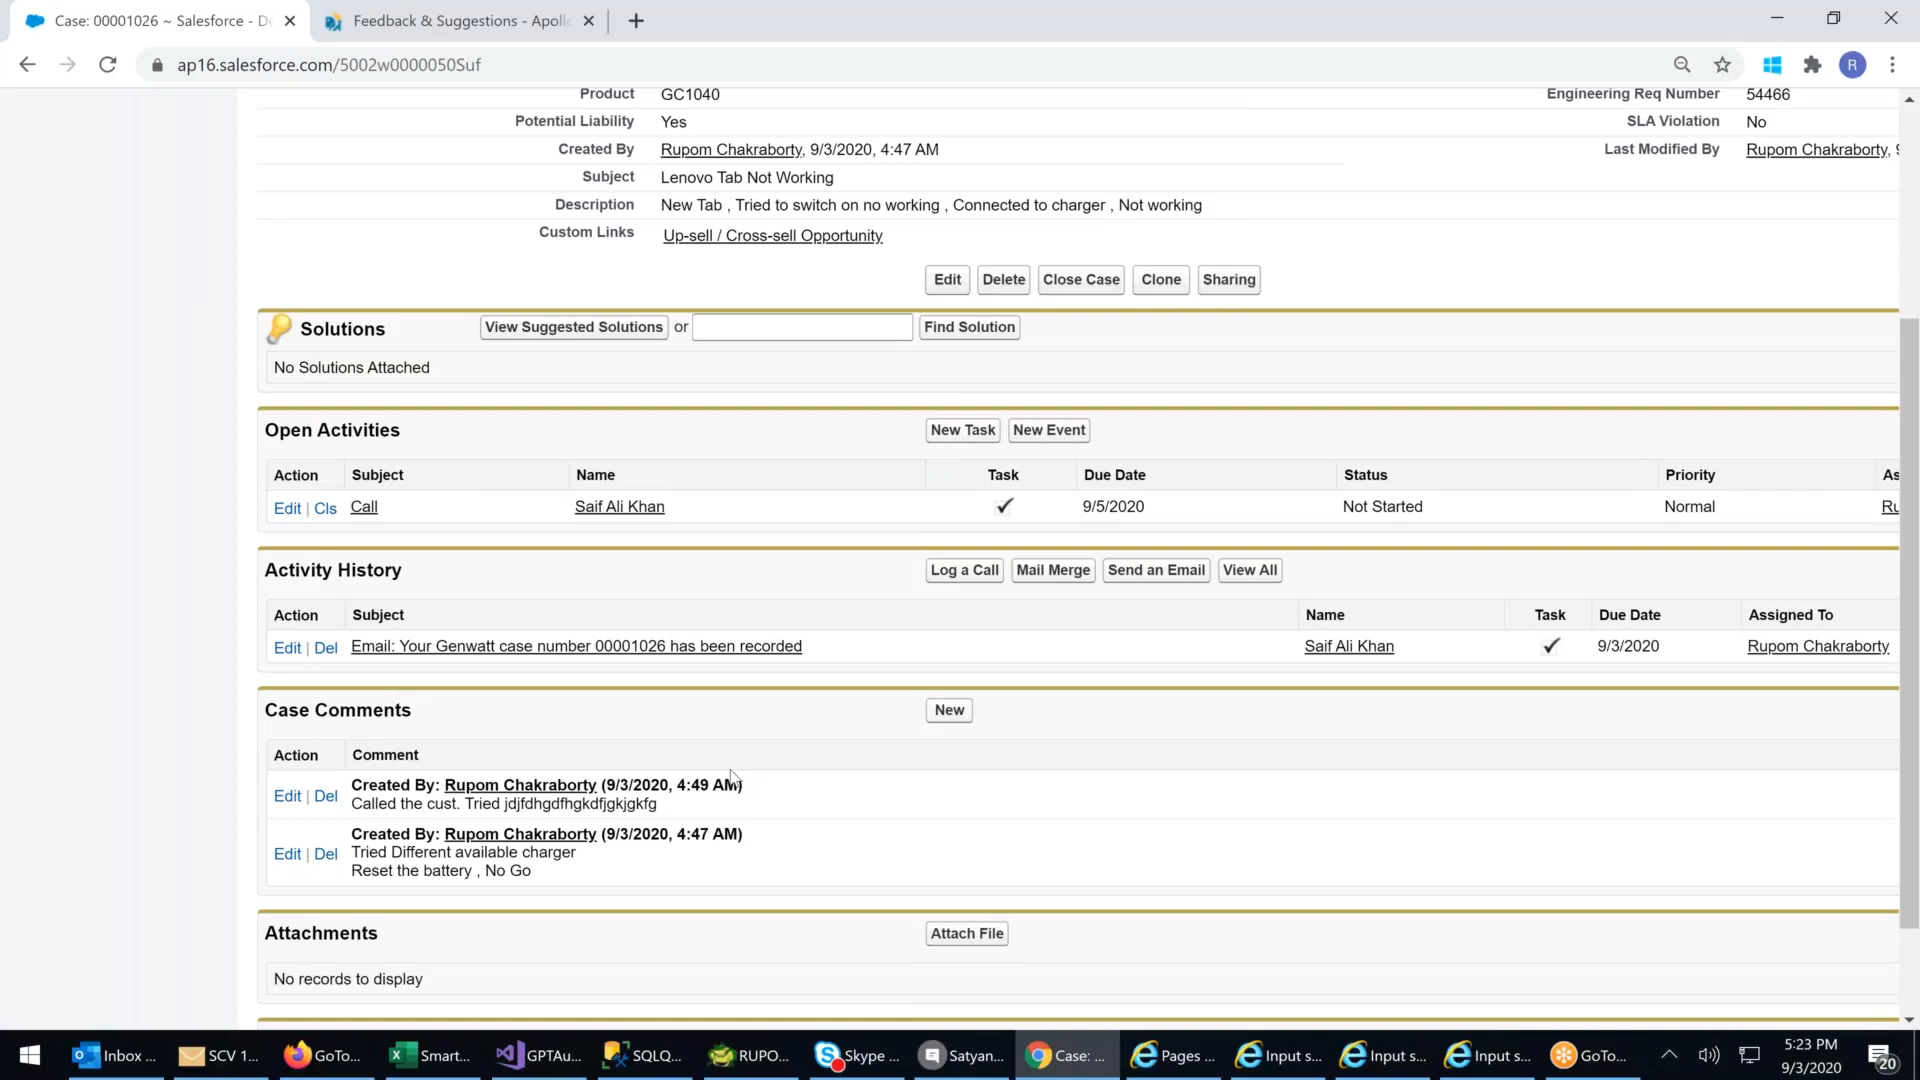 Case: 00001026 ~ Salesforce - De
Feedback & Suggestions - Apollo
ap16.salesforce.com/5002w0000050Suf
R
Product GC1040 Engineering Req Number 54466
Potential Liability Yes SLA Violation No
Created By Rupom Chakraborty, 9/3/2020, 4:47 AM Last Modified By Rupom Chakraborty,
Subject Lenovo Tab Not Working
Description New Tab , Tried to switch on no working , Connected to charger , Not working
Custom Links Up-sell / Cross-sell Opportunity
Edit Delete Close Case Clone Sharing
Solutions View Suggested Solutions or Find Solution
No Solutions Attached
Open Activities New Task New Event
Action Subject Name Task Due Date Status Priority As
Edit | Cls Call Saif Ali Khan 9/5/2020 Not Started Normal Ru
Activity History Log a Call Mail Merge Send an Email View All
Action Subject Name Task Due Date Assigned To
Edit | Del Email: Your Genwatt case number 00001026 has been recorded Saif Ali Khan 9/3/2020 Rupom Chakraborty
Case Comments New
Action Comment
Edit | Del Created By: Rupom Chakraborty (9/3/2020, 4:49 AM)
Called the cust. Tried jdjfdhgdfhgkdfjgkjgkfg
Created By: Rupom Chakraborty (9/3/2020, 4:47 AM)
Edit | Del Tried Different available charger
Reset the battery , No Go
Attachments Attach File
No records to display
Inbox ... SCV 1... GoTo... Smart... GPTAu... SQLQ... RUPO... Skype ... Satyan... Case: ... Pages ... Input s... Input s... Input s... GoTo... 5:23 PM
9/3/2020 20